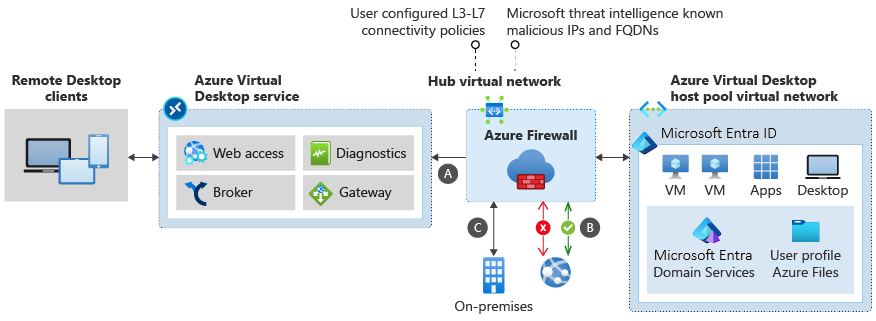 User configured L3-L7
connectivity policies
Microsoft threat intelligence known
malicious IPs and FQDNs
Remote Desktop
clients
Azure Virtual
Desktop service
Hub virtual network
Azure Virtual Desktop
host pool virtual network
Web access
Diagnostics
Broker
Gateway
A
Azure Firewall
Microsoft Entra ID
VM
VM
Apps
Desktop
C
X
B
Microsoft Entra
Domain Services
User profile
Azure Files
On-premises